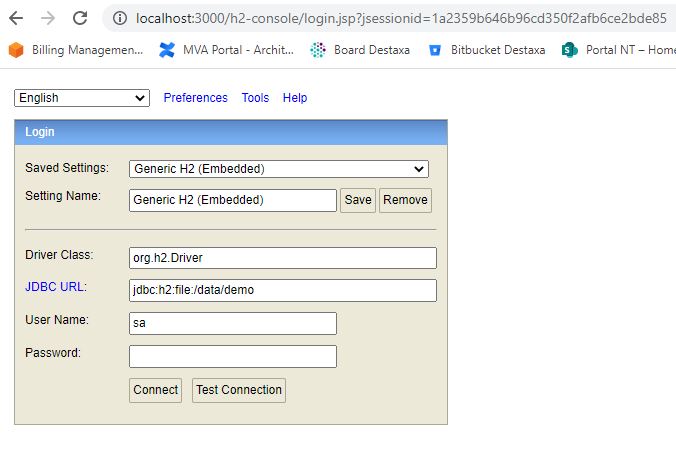 localhost:3000/h2-console/login.jsp?jsessionid=1a2359b646b96cd350f2afb6ce2bde85
Billing Managemen... MVA Portal - Archit... Board Destaxa Bitbucket Destaxa Portal NT – Home
English Preferences Tools Help
Login
Saved Settings: Generic H2 (Embedded)
Setting Name: Generic H2 (Embedded) Save Remove
Driver Class: org.h2.Driver
JDBC URL: jdbc:h2:file:/data/demo
User Name: sa
Password:
Connect Test Connection